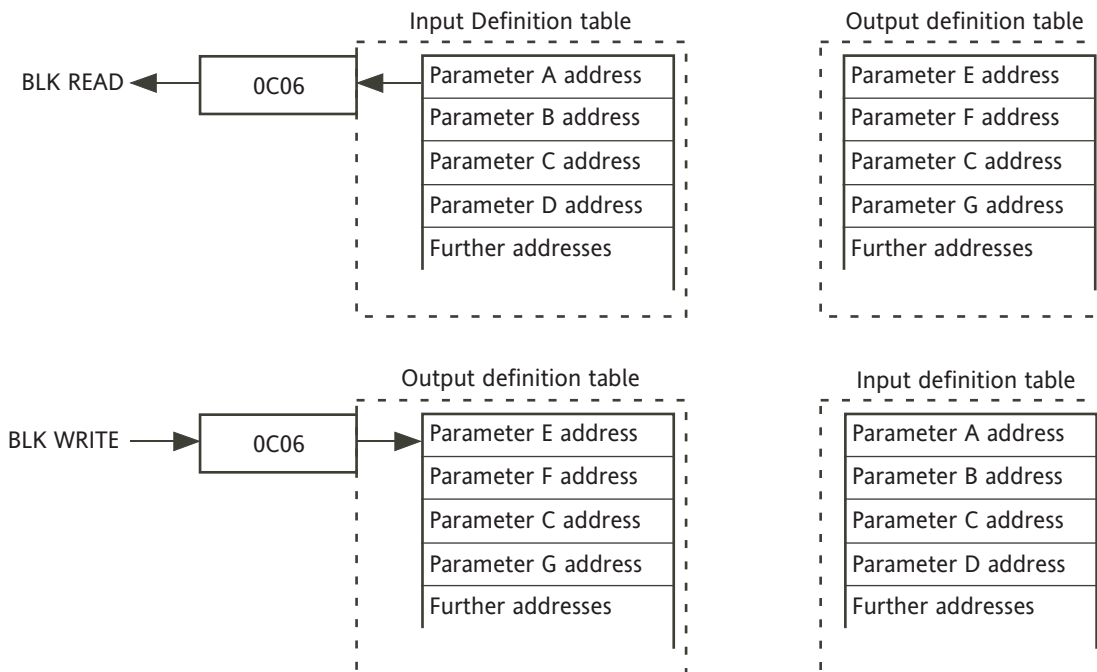 Input Definition table
Output definition table
BLK READ
0C06
Parameter A address
Parameter B address
Parameter C address
Parameter D address
Further addresses
Parameter E address
Parameter F address
Parameter C address
Parameter G address
Further addresses
Output definition table
Input definition table
BLK WRITE
0C06
Parameter E address
Parameter F address
Parameter C address
Parameter G address
Further addresses
Parameter A address
Parameter B address
Parameter C address
Parameter D address
Further addresses